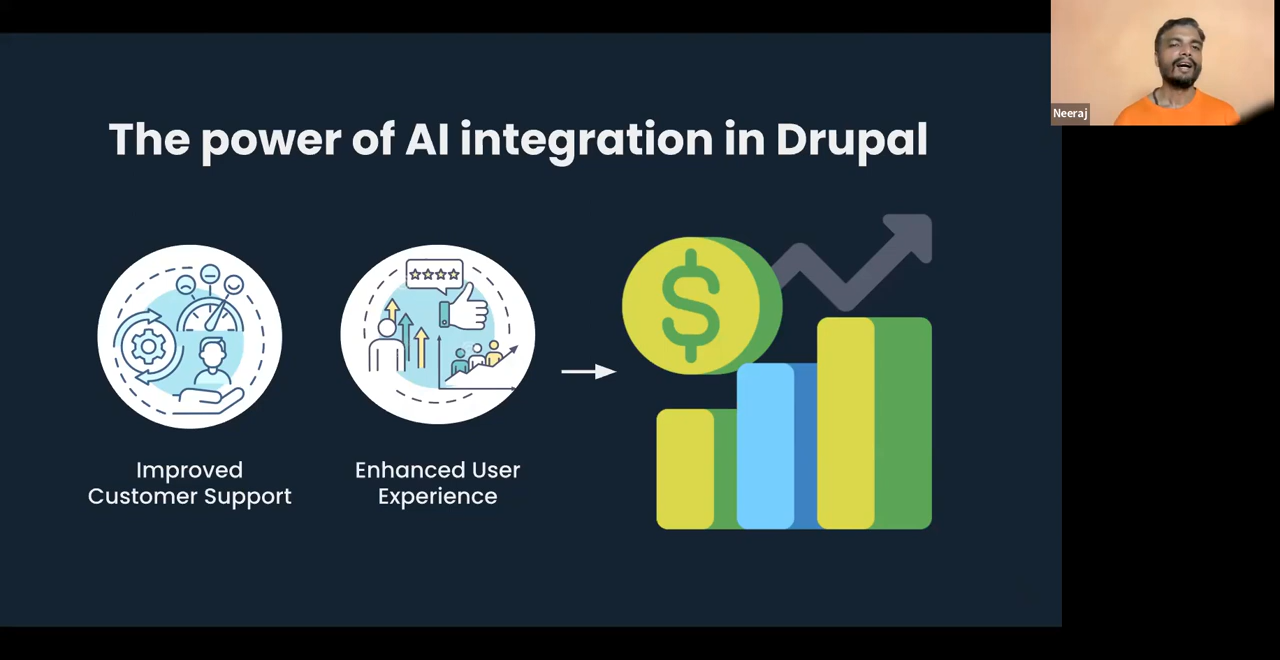 The power of AI integration in Drupal
Improved
Customer Support
Enhanced User
Experience
$
Neeraj